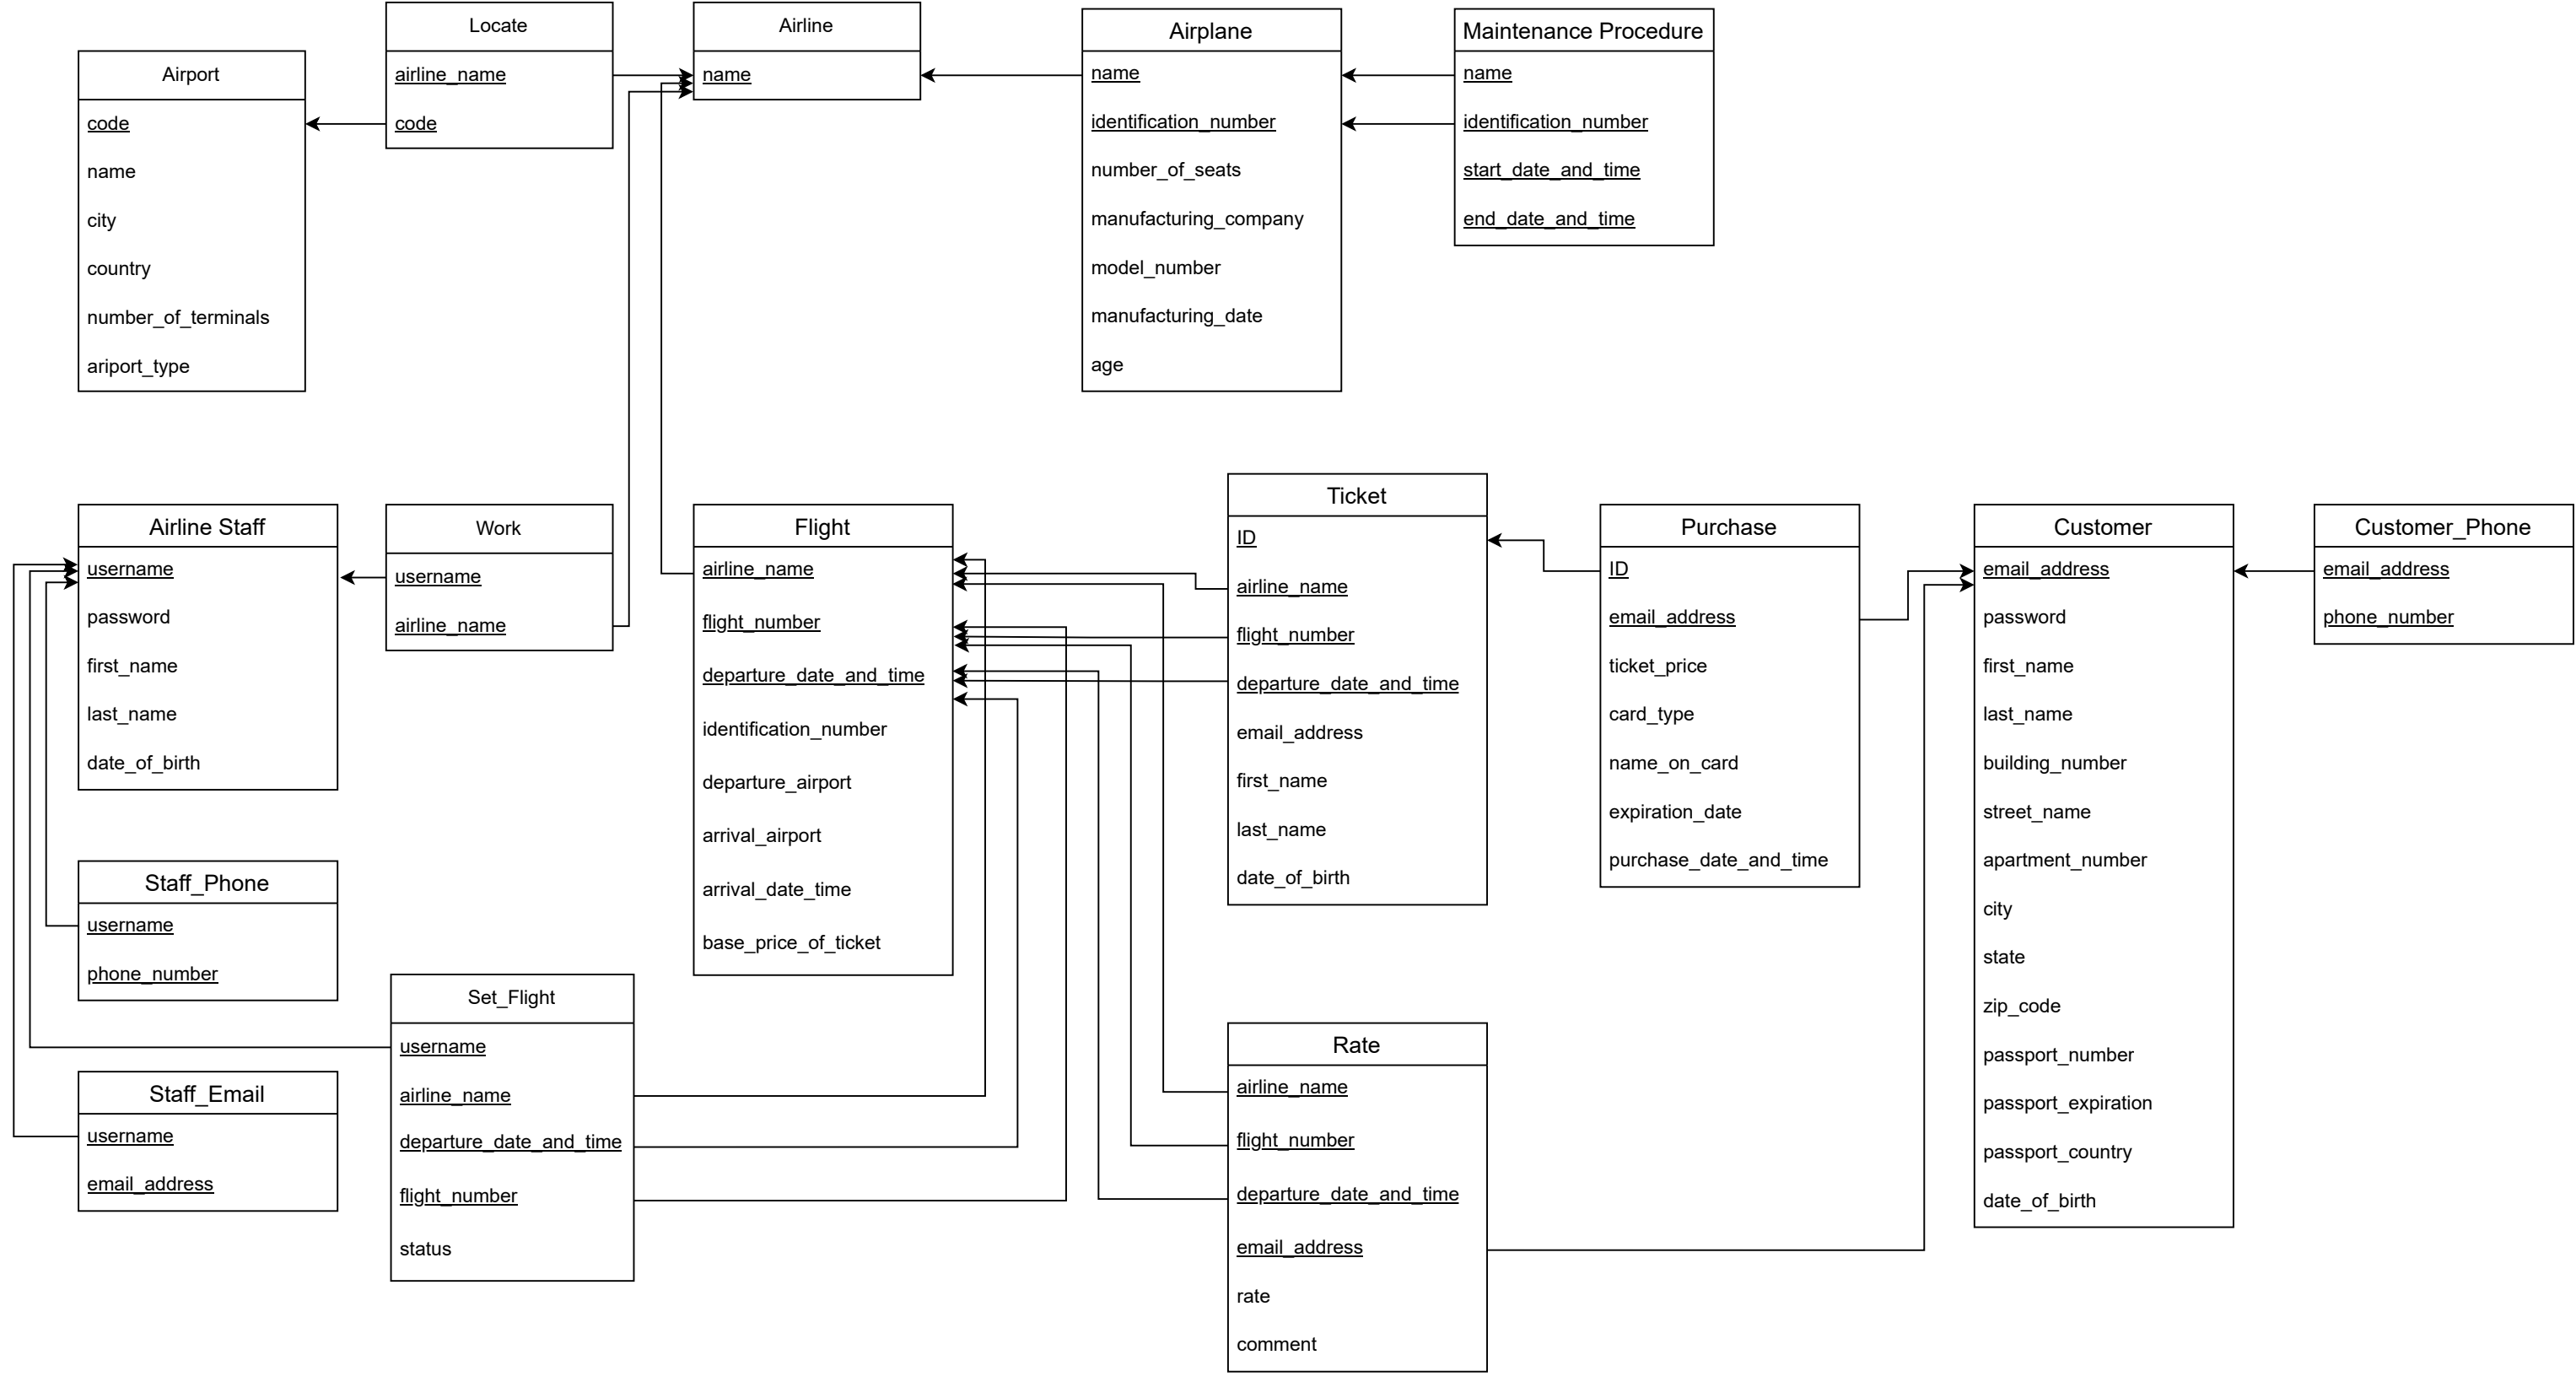 Locate
airline_name
code
Airline
name
Airplane
name
identification_number
number_of_seats
manufacturing_company
model_number
manufacturing_date
age
Maintenance Procedure
name
identification_number
start_date_and_time
end_date_and_time
Airport
code
name
city
country
number_of_terminals
ariport_type
Airline Staff
username
password
first_name
last_name
date_of_birth
Work
username
airline_name
Flight
airline_name
flight_number
departure_date_and_time
identification_number
departure_airport
arrival_airport
arrival_date_time
base_price_of_ticket
Ticket
ID
airline_name
flight_number
departure_date_and_time
email_address
first_name
last_name
date_of_birth
Purchase
ID
email_address
ticket_price
card_type
name_on_card
expiration_date
purchase_date_and_time
Customer
email_address
password
first_name
last_name
building_number
street_name
apartment_number
city
state
zip_code
passport_number
passport_expiration
passport_country
date_of_birth
Customer_Phone
email_address
phone_number
Staff_Phone
username
phone_number
Set_Flight
username
airline_name
departure_date_and_time
flight_number
status
Staff_Email
username
email_address
Rate
airline_name
flight_number
departure_date_and_time
email_address
rate
comment